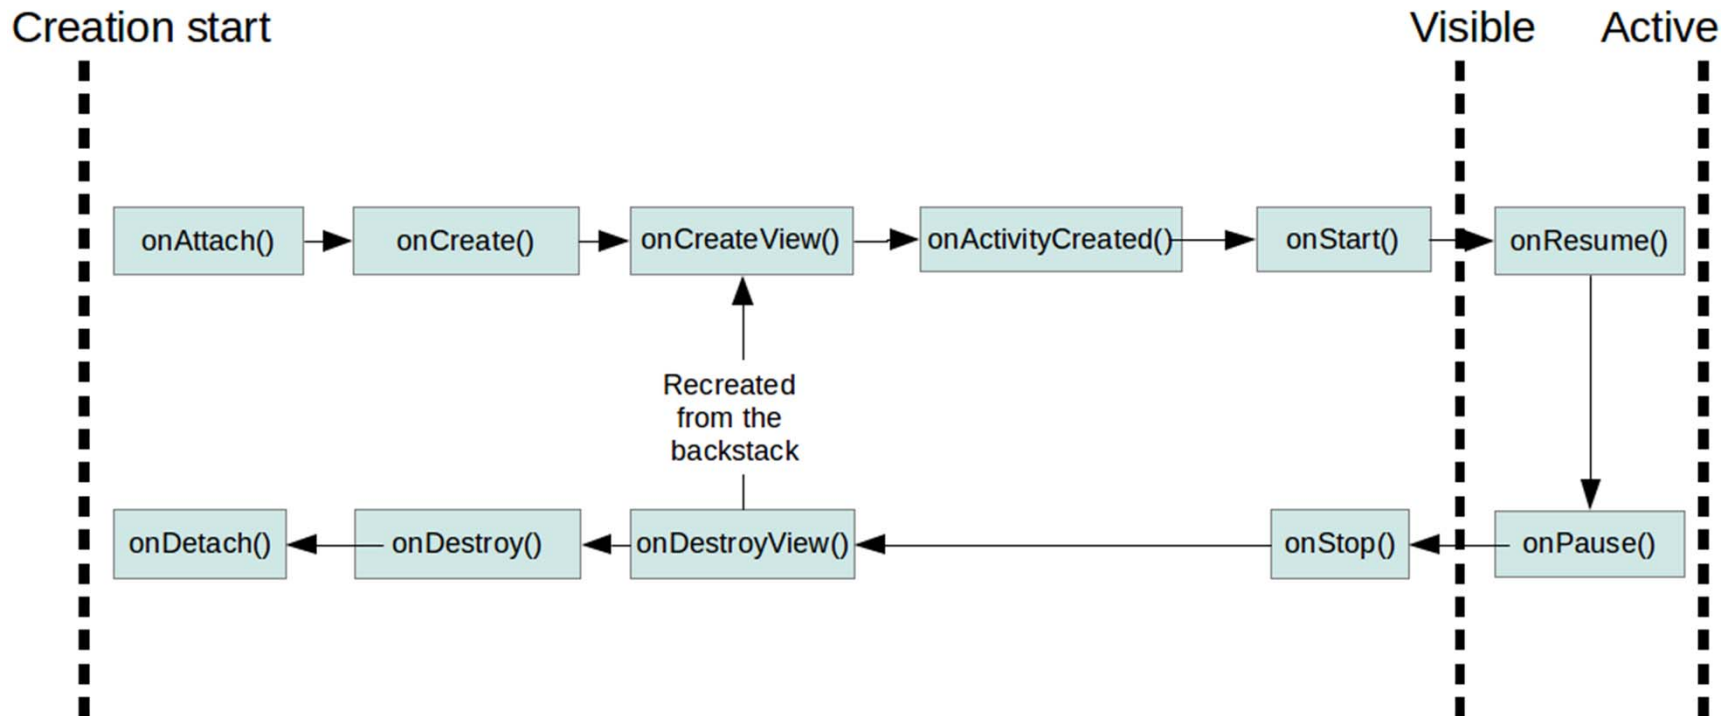 Creation start
Visible
Active
onAttach()
onCreate()
onCreateView()
onActivityCreated()
onStart()
onResume()
Recreated
from the
backstack
onDetach()
onDestroy()
onDestroyView()
onStop()
onPause()